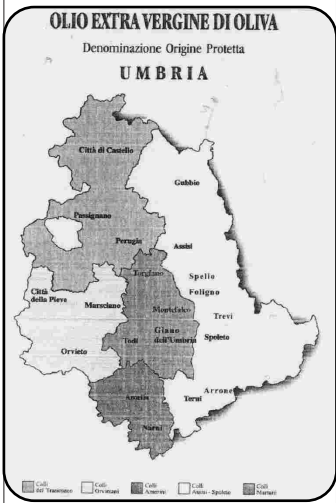 OLIO EXTRA VERGINE DI OLIVA
Denominazione Origine Protetta
UMBRIA
Città di Castello
Gubbio
Passignano
Perugia
Assisi
Torgiano
Spello
Foligno
Città
della Pieve
Marsciano
Montefalco
Trevi
Giano
dell'Umbria
Todi
Spoleto
Orvieto
Amelia
Arrone
Terni
Narni
Colli
del Trasimeno
Colli
Orvietani
Colli
Amerini
Colli
Assisi - Spoleto
Colli
Martani